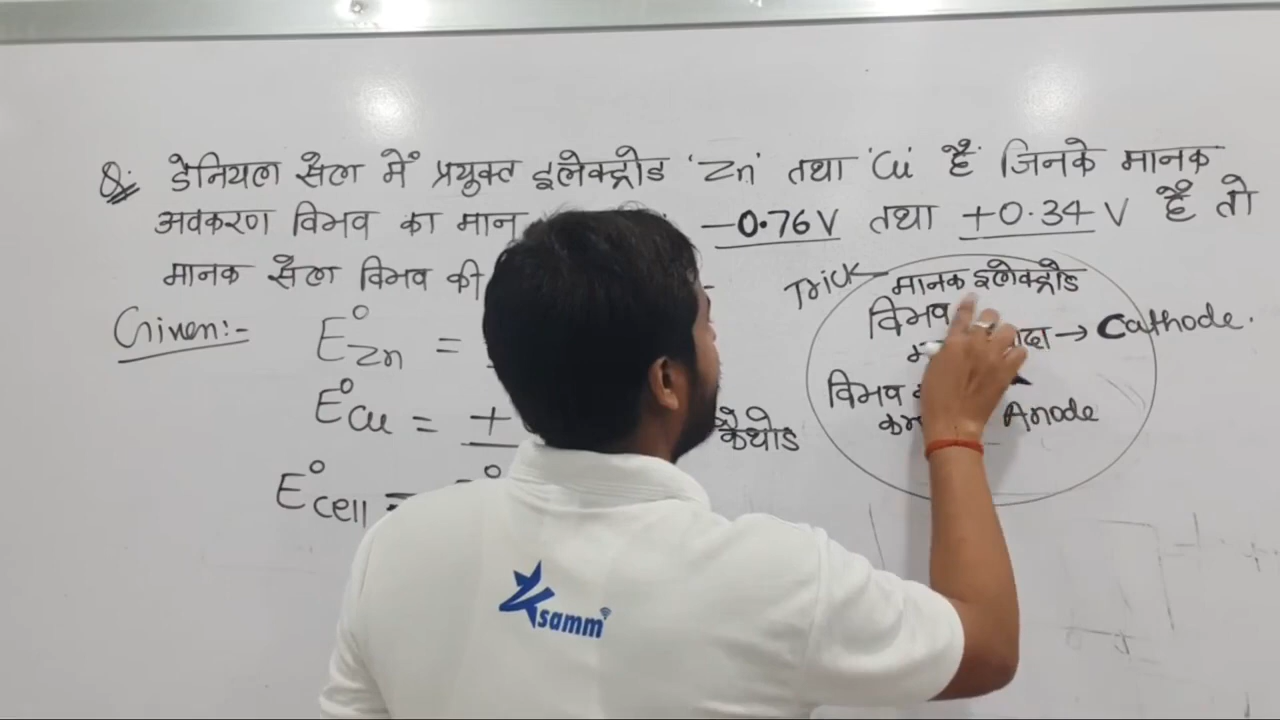 Q:- डेनियल सेल में प्रयुक्त इलेक्ट्रोड 'Zn' तथा 'Cu' हैं जिनके मानक
अवकरण विभव का मान -0.76V तथा +0.34 V है तो
मानक सेल विभव की
Given:-
E°Zn =
E°Cu = +
कैथोड
E°cell = E°
Trick
मानक इलेक्ट्रोड
विभव
→ Cathode.
विभव
Anode
samm